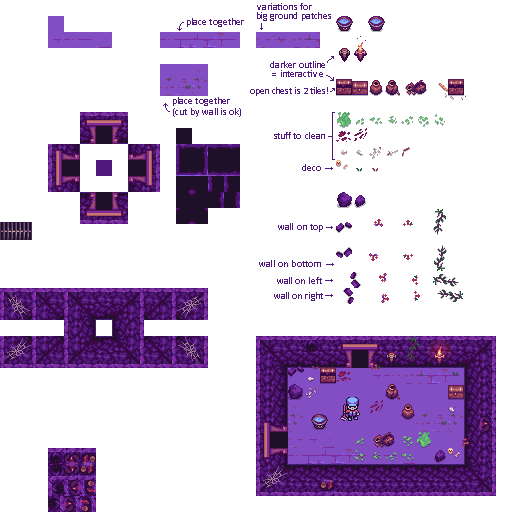 variations for
big ground patches
place together
darker outline
= interactive
open chest is 2 tiles!
place together
(cut by wall is ok)
stuff to clean
deco
wall on top
wall on bottom
wall on left
wall on right